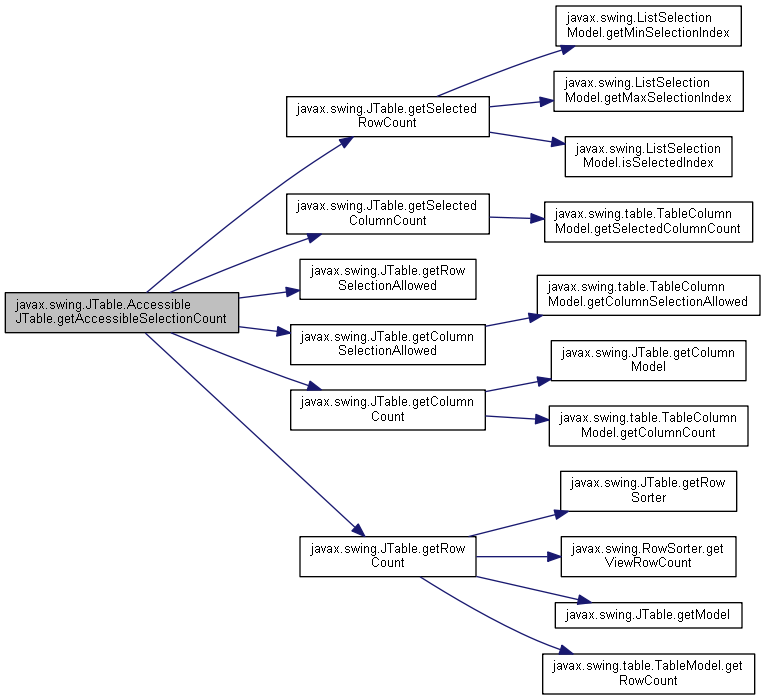 javax.swing.JTable.Accessible
JTable.getAccessibleSelectionCount
javax.swing.JTable.getSelected
RowCount
javax.swing.ListSelection
Model.getMinSelectionIndex
javax.swing.ListSelection
Model.getMaxSelectionIndex
javax.swing.ListSelection
Model.isSelectedIndex
javax.swing.JTable.getSelected
ColumnCount
javax.swing.table.TableColumn
Model.getSelectedColumnCount
javax.swing.JTable.getRow
SelectionAllowed
javax.swing.JTable.getColumn
SelectionAllowed
javax.swing.table.TableColumn
Model.getColumnSelectionAllowed
javax.swing.JTable.getColumn
Count
javax.swing.JTable.getColumn
Model
javax.swing.table.TableColumn
Model.getColumnCount
javax.swing.JTable.getRow
Count
javax.swing.JTable.getRow
Sorter
javax.swing.RowSorter.get
ViewRowCount
javax.swing.JTable.getModel
javax.swing.table.TableModel.get
RowCount